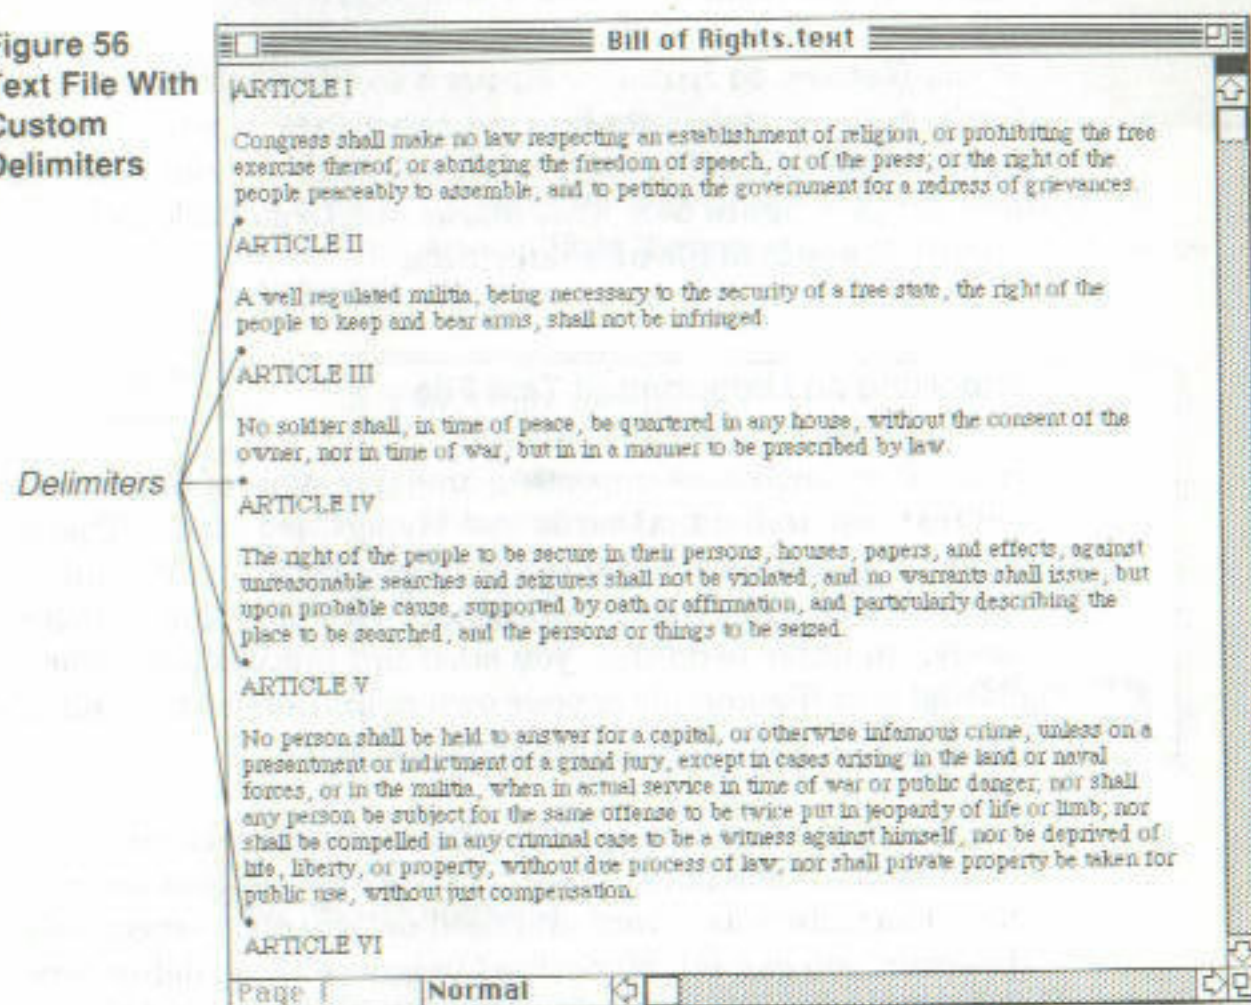 Figure 56
Text File With
Custom
Delimiters
Bill of Rights.text
ARTICLE I
Congress shall make no law respecting an establishment of religion, or prohibiting the free
exercise thereof; or abridging the freedom of speech, or of the press; or the right of the
people peaceably to assemble, and to petition the government for a redress of grievances.
•
ARTICLE II
A well regulated militia, being necessary to the security of a free state, the right of the
people to keep and bear arms, shall not be infringed.
•
ARTICLE III
No soldier shall, in time of peace, be quartered in any house, without the consent of the
owner, nor in time of war, but in in a manner to be prescribed by law.
Delimiters
•
ARTICLE IV
The right of the people to be secure in their persons, houses, papers, and effects, against
unreasonable searches and seizures shall not be violated, and no warrants shall issue, but
upon probable cause, supported by oath or affirmation, and particularly describing the
place to be searched, and the persons or things to be seized.
•
ARTICLE V
No person shall be held to answer for a capital, or otherwise infamous crime, unless on a
presentment or indictment of a grand jury, except in cases arising in the land or naval
forces, or in the militia, when in actual service in time of war or public danger; nor shall
any person be subject for the same offense to be twice put in jeopardy of life or limb; nor
shall be compelled in any criminal case to be a witness against himself, nor be deprived of
life, liberty, or property, without due process of law; nor shall private property be taken for
public use, without just compensation.
•
ARTICLE VI
Page 1 Normal